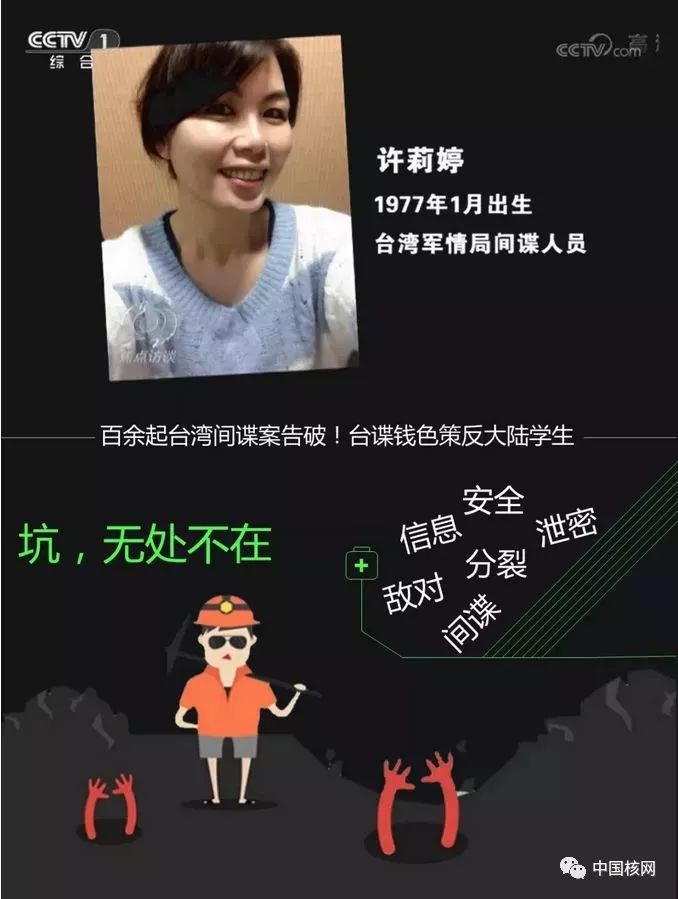 CCTV 1
综合
CCTV.com
高清
许莉婷
1977年1月出生
台湾军情局间谍人员
焦点访谈
百余起台湾间谍案告破！台谍钱色策反大陆学生
坑，无处不在
安全
信息
泄密
分裂
敌对
间谍
中国核网